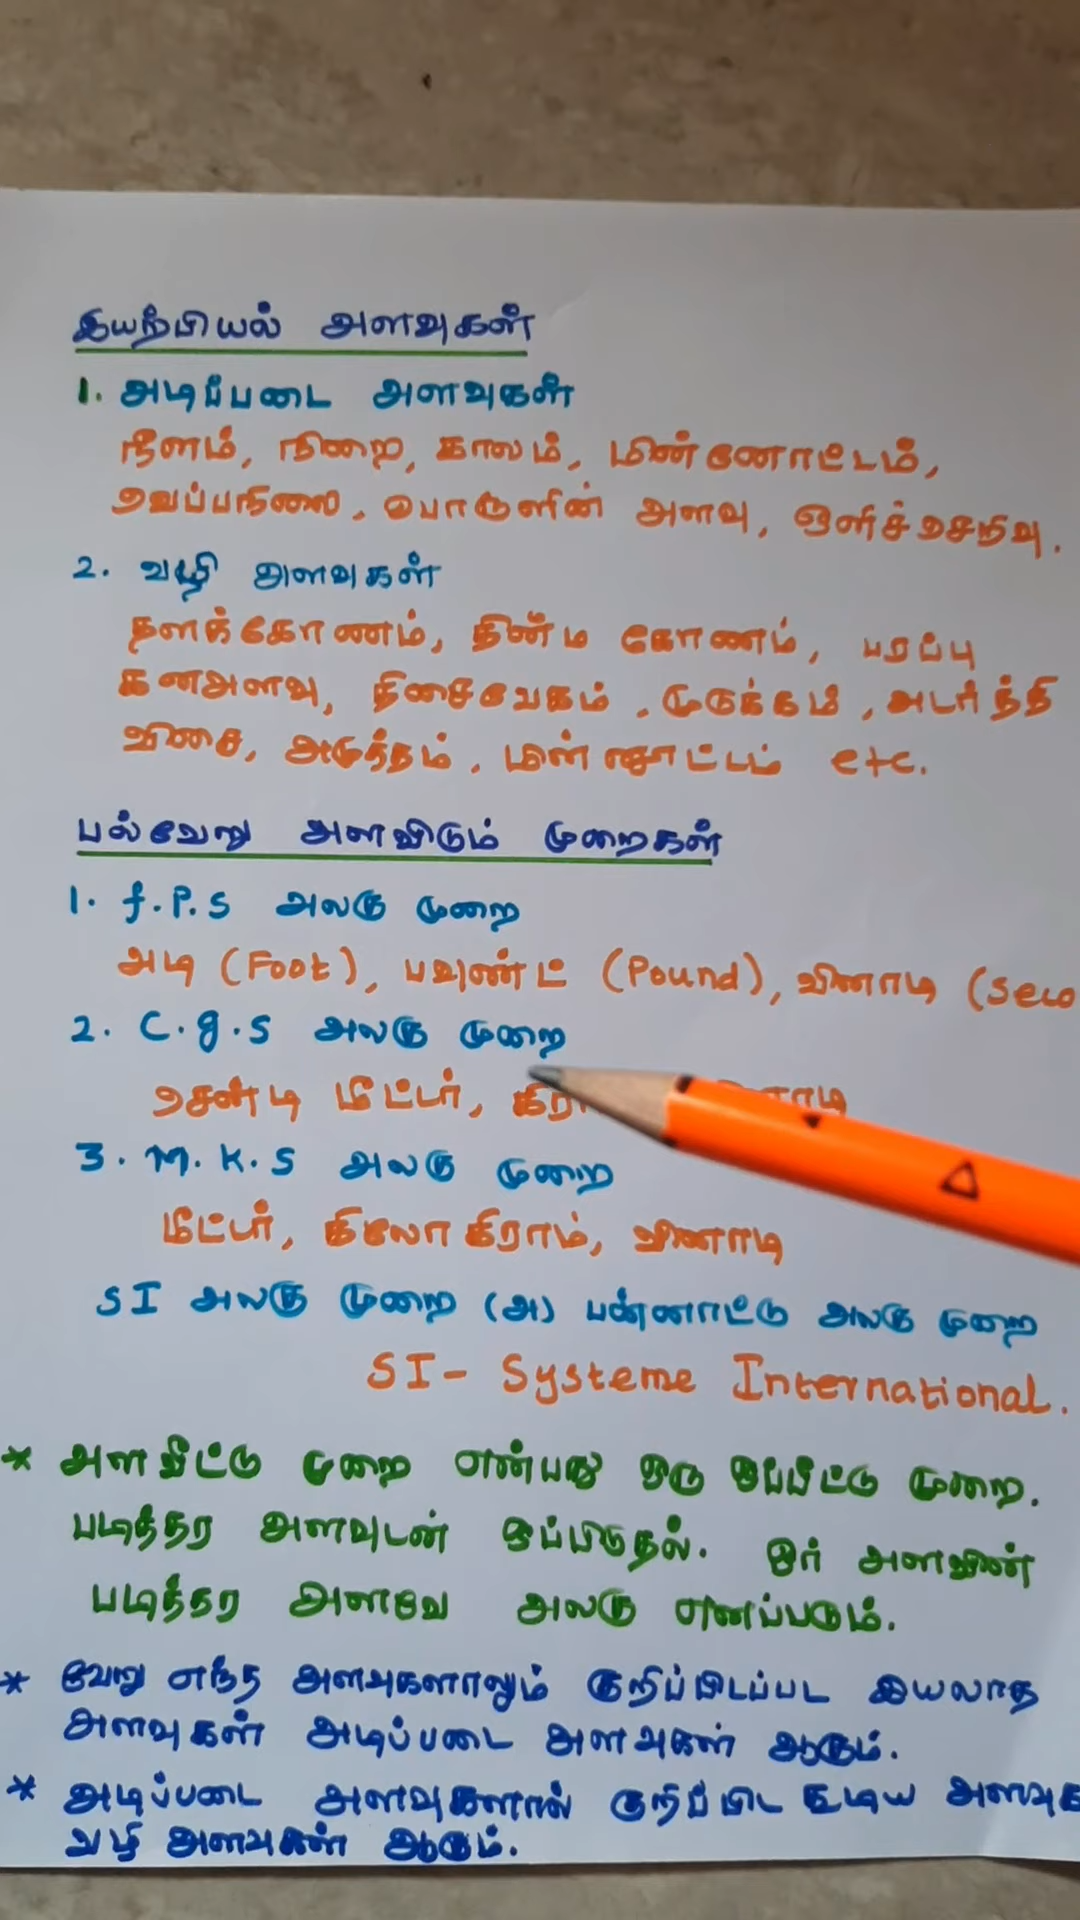 இயற்பியல் அளவுகள்
1. அடிப்படை அளவுகள்
நீளம், நிறை, காலம், மின்னோட்டம்,
வெப்பநிலை, பொருளின் அளவு, ஒளிச்செறிவு.
2. வழி அளவுகள்
தளக்கோணம், திண்ம கோணம், பரப்பு
கனஅளவு, திசைவேகம், முடுக்கம், அடர்த்தி
விசை, அழுத்தம், etc.
பல்வேறு அளவிடும் முறைகள்
1. f.P.S அலகு முறை
அடி (Foot), பவுண்ட் (Pound), வினாடி
2. C.g.S அலகு முறை
சென்டி மீட்டர்,
3. M.K.S அலகு முறை
மீட்டர், கிலோ கிராம், வினாடி
SI அலகு முறை (அ) பன்னாட்டு அலகு முறை
SI- Systeme International.
* அளவீட்டு முறை என்பது ஒரு ஒப்பீட்டு முறை.
படித்தர அளவுடன் ஒப்பிடுதல். ஓர் அளவின்
படித்தர அளவே அலகு எனப்படும்.
* வேறு எந்த அளவுகளாலும் குறிப்பிடப்பட இயலாத
அளவுகள் அடிப்படை அளவுகள் ஆகும்.
* அடிப்படை அளவுகளால் குறிப்பிட கூடிய
வழி அளவுகள் ஆகும்.